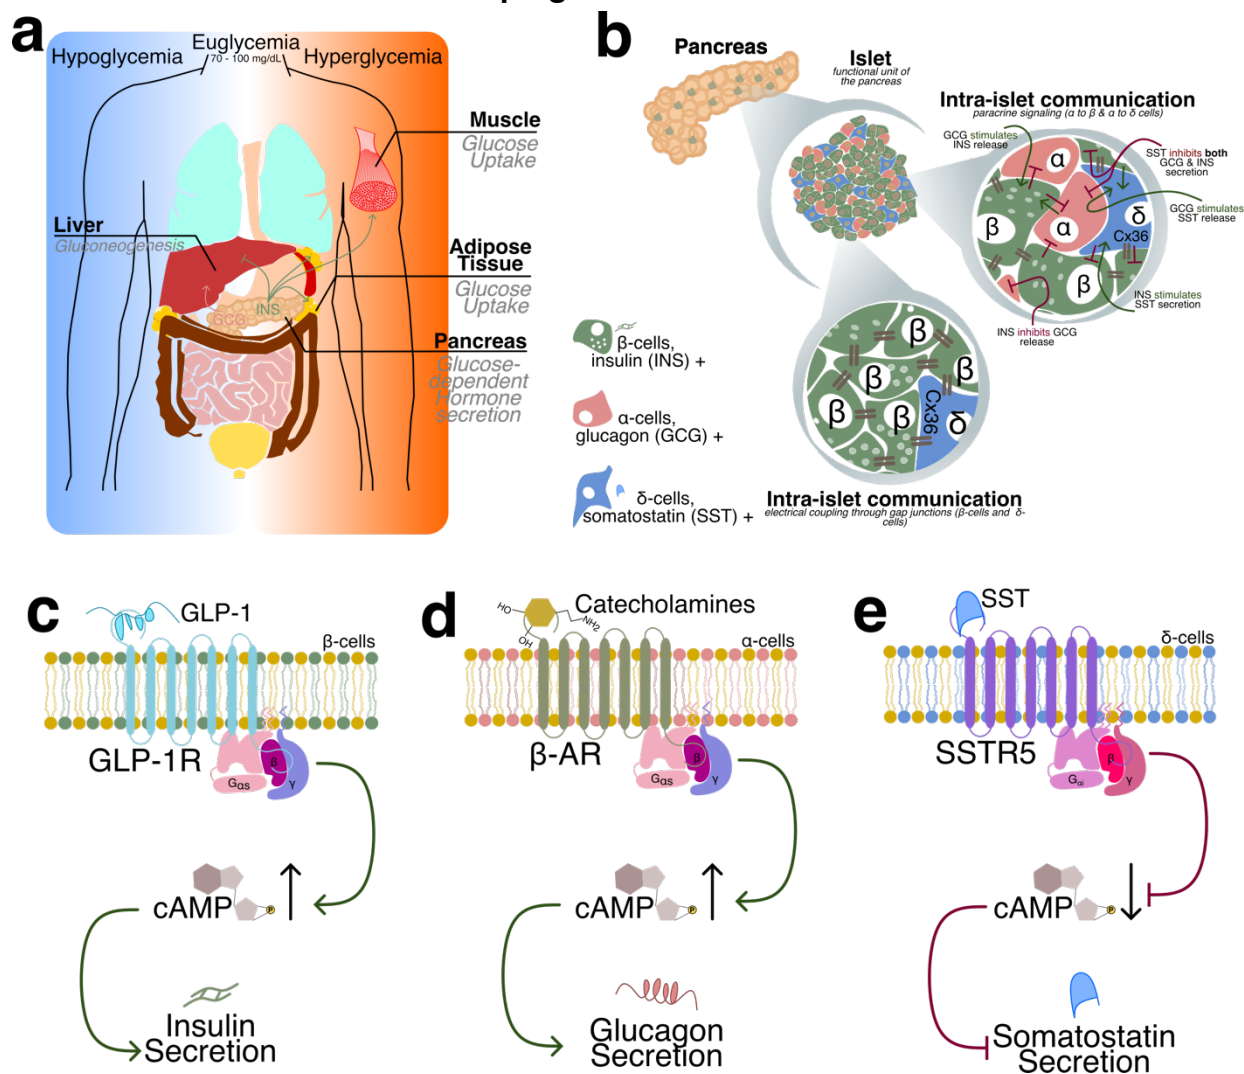 a
Hypoglycemia
Euglycemia
70 - 100 mg/dL
Hyperglycemia
Muscle
Glucose
Uptake
Liver
Gluconeogenesis
Adipose
Tissue
Glucose
Uptake
INS
GCG
Pancreas
Glucose-
dependent
Hormone
secretion
b
Pancreas
Islet
functional unit of
the pancreas
Intra-islet communication
paracrine signaling (α to β & α to δ cells)
GCG stimulates
INS release
SST inhibits both
GCG & INS
secretion
GCG stimulates
SST release
α
α
β
β
δ
Cx36
INS stimulates
SST secretion
INS inhibits GCG
release
β-cells,
insulin (INS) +
α-cells,
glucagon (GCG) +
δ-cells,
somatostatin (SST) +
β
β
β
β
β
Cx36
δ
Intra-islet communication
electrical coupling through gap junctions (β-cells and δ-
cells)
c
GLP-1
β-cells
GLP-1R
Gαs
β
γ
cAMP
P
Insulin
Secretion
d
HO
OH
NH2
Catecholamines
α-cells
β-AR
Gαs
β
γ
cAMP
P
Glucagon
Secretion
e
SST
δ-cells
SSTR5
Gαi
β
γ
cAMP
P
Somatostatin
Secretion